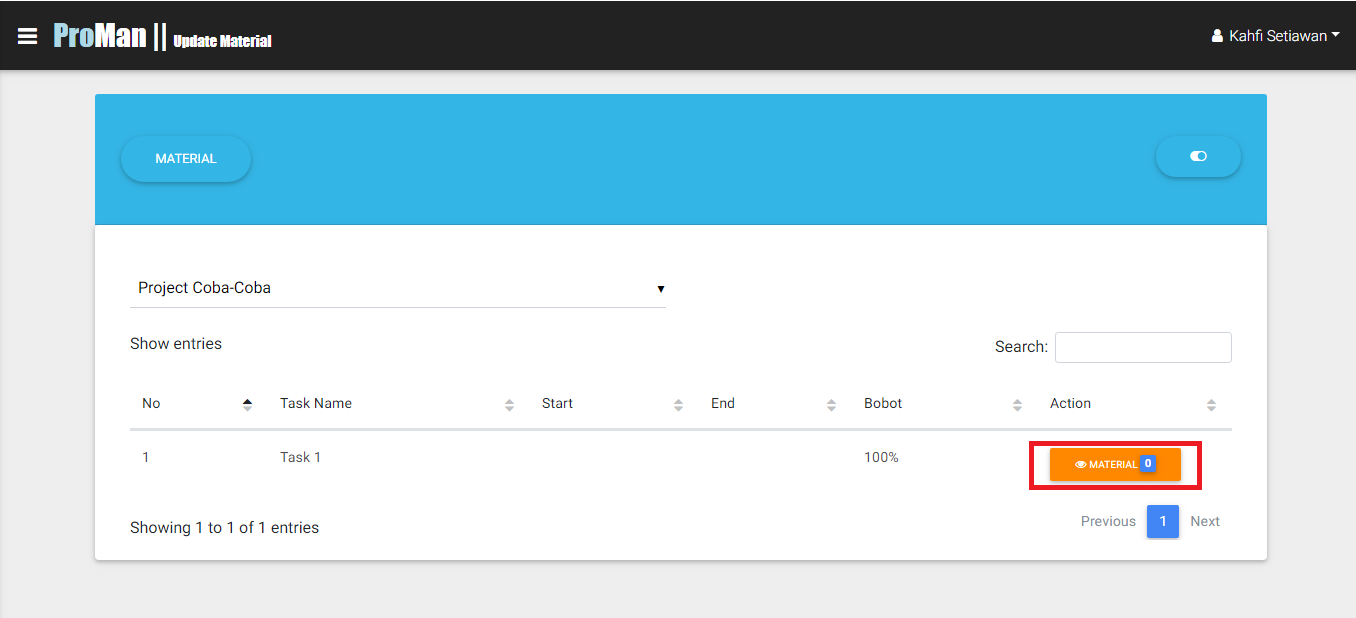 ProMan || Update Material
Kahfi Setiawan
MATERIAL
Project Coba-Coba
Show entries
Search:
No Task Name Start End Bobot Action
1 Task 1 100% MATERIAL 0
Showing 1 to 1 of 1 entries
Previous 1 Next